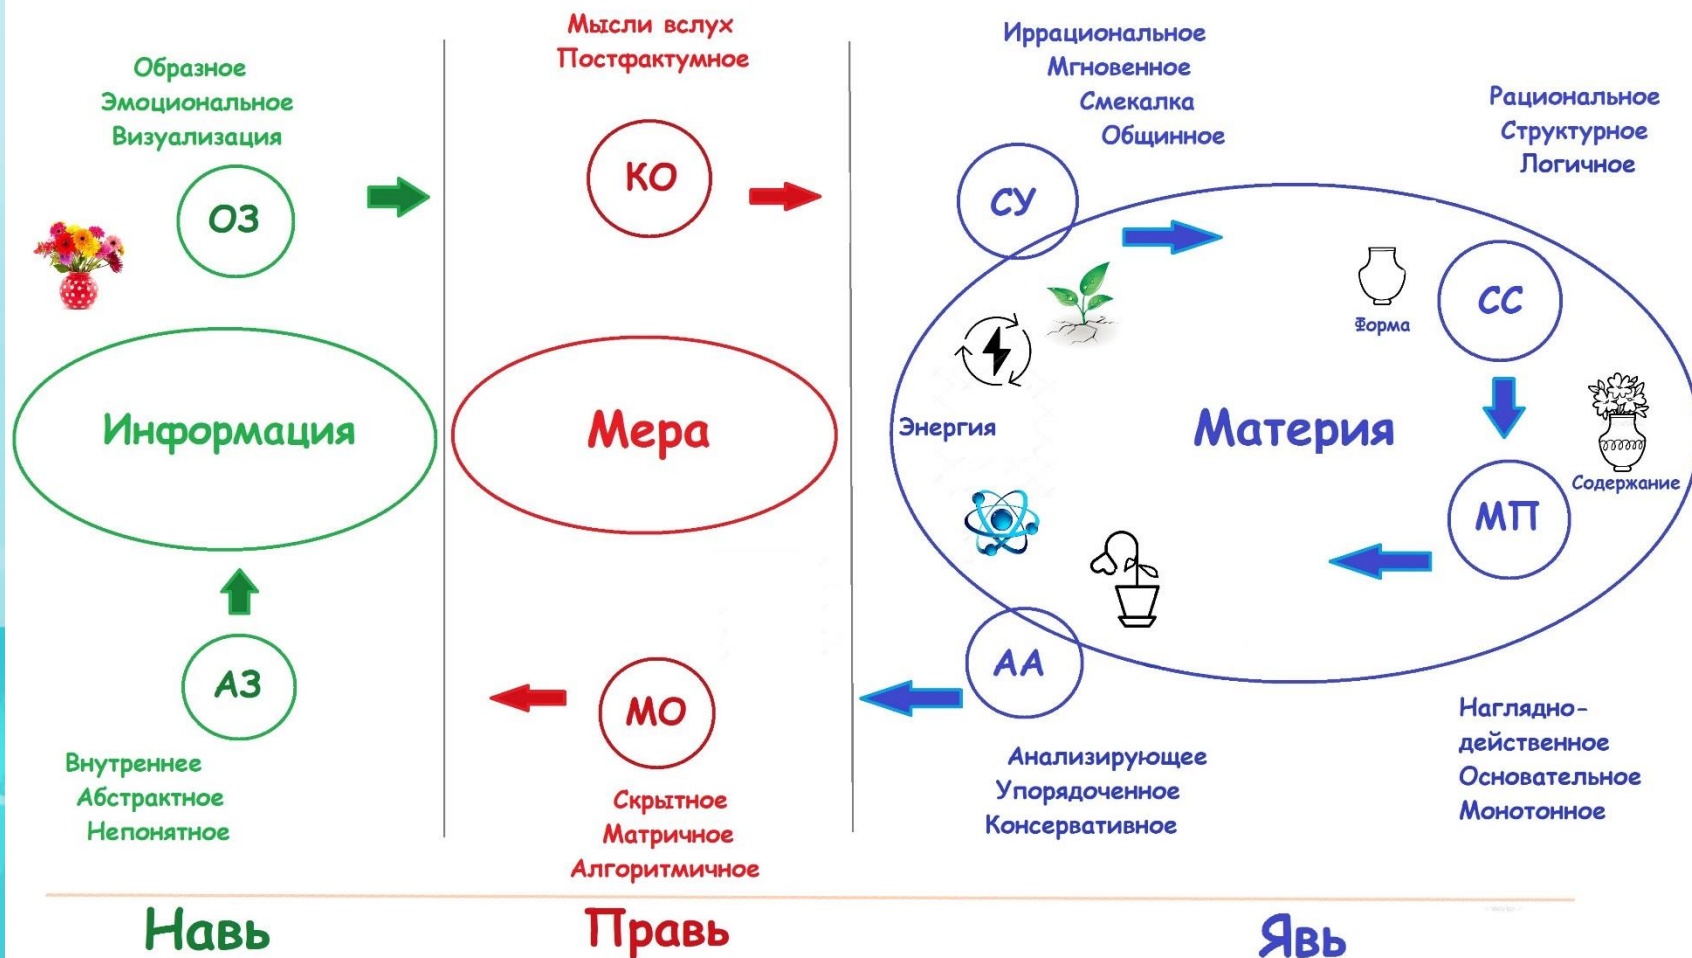 Образное
Эмоциональное
Визуализация
ОЗ
Информация
АЗ
Внутреннее
Абстрактное
Непонятное
Навь
Мысли вслух
Постфактумное
КО
Мера
МО
Скрытное
Матричное
Алгоритмичное
Правь
Иррациональное
Мгновенное
Смекалка
Общинное
СУ
Рациональное
Структурное
Логичное
СС
Форма
Энергия
Материя
Содержание
МП
АА
Анализирующее
Упорядоченное
Консервативное
Наглядно-
действенное
Основательное
Монотонное
Явь